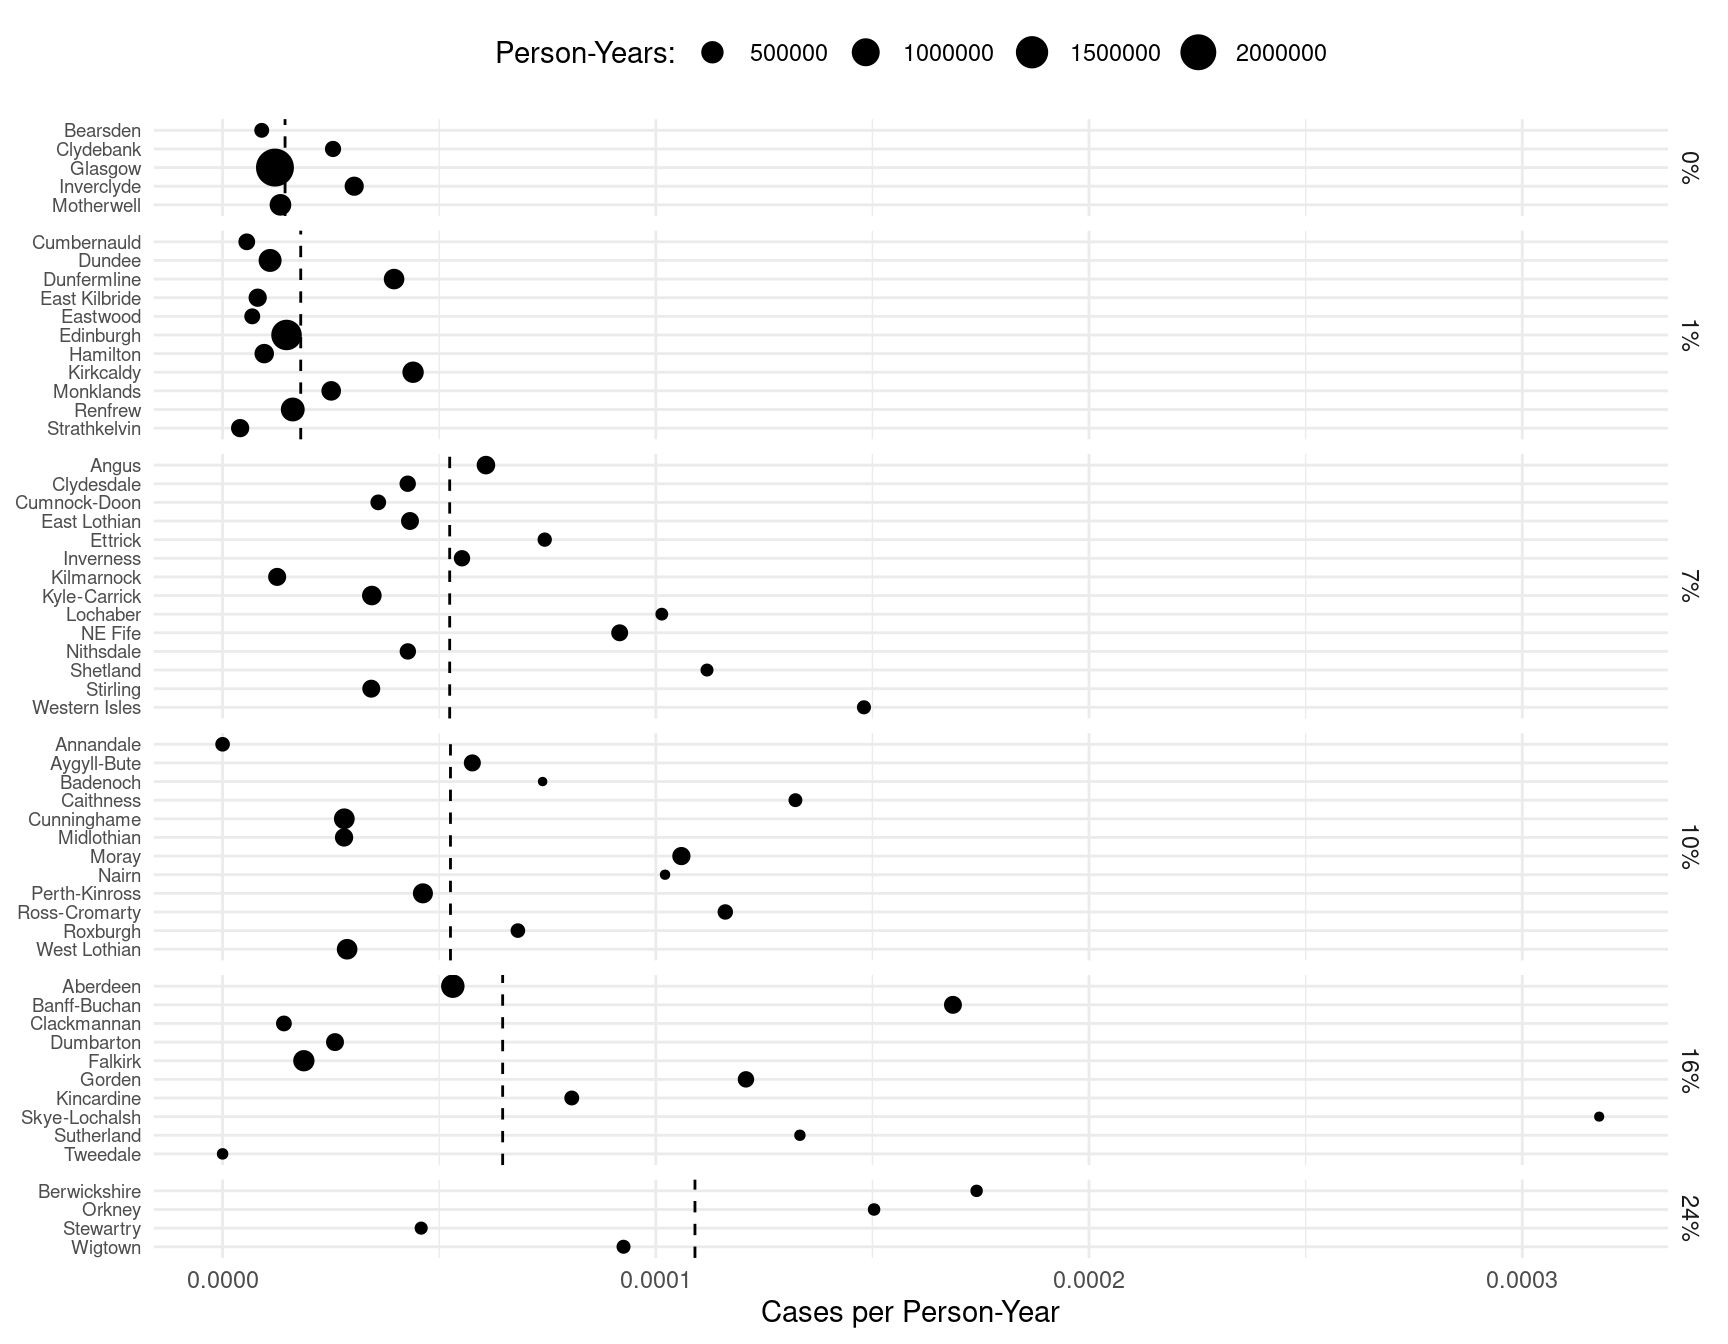 Person-Years: 500000 1000000 1500000 2000000
Bearsden
Clydebank
Glasgow
Inverclyde
Motherwell
0%
Cumbernauld
Dundee
Dunfermline
East Kilbride
Eastwood
Edinburgh
Hamilton
Kirkcaldy
Monklands
Renfrew
Strathkelvin
1%
Angus
Clydesdale
Cumnock-Doon
East Lothian
Ettrick
Inverness
Kilmarnock
Kyle-Carrick
Lochaber
NE Fife
Nithsdale
Shetland
Stirling
Western Isles
7%
Annandale
Aygyll-Bute
Badenoch
Caithness
Cunninghame
Midlothian
Moray
Nairn
Perth-Kinross
Ross-Cromarty
Roxburgh
West Lothian
10%
Aberdeen
Banff-Buchan
Clackmannan
Dumbarton
Falkirk
Gorden
Kincardine
Skye-Lochalsh
Sutherland
Tweedale
16%
Berwickshire
Orkney
Stewartry
Wigtown
24%
0.0000 0.0001 0.0002 0.0003
Cases per Person-Year